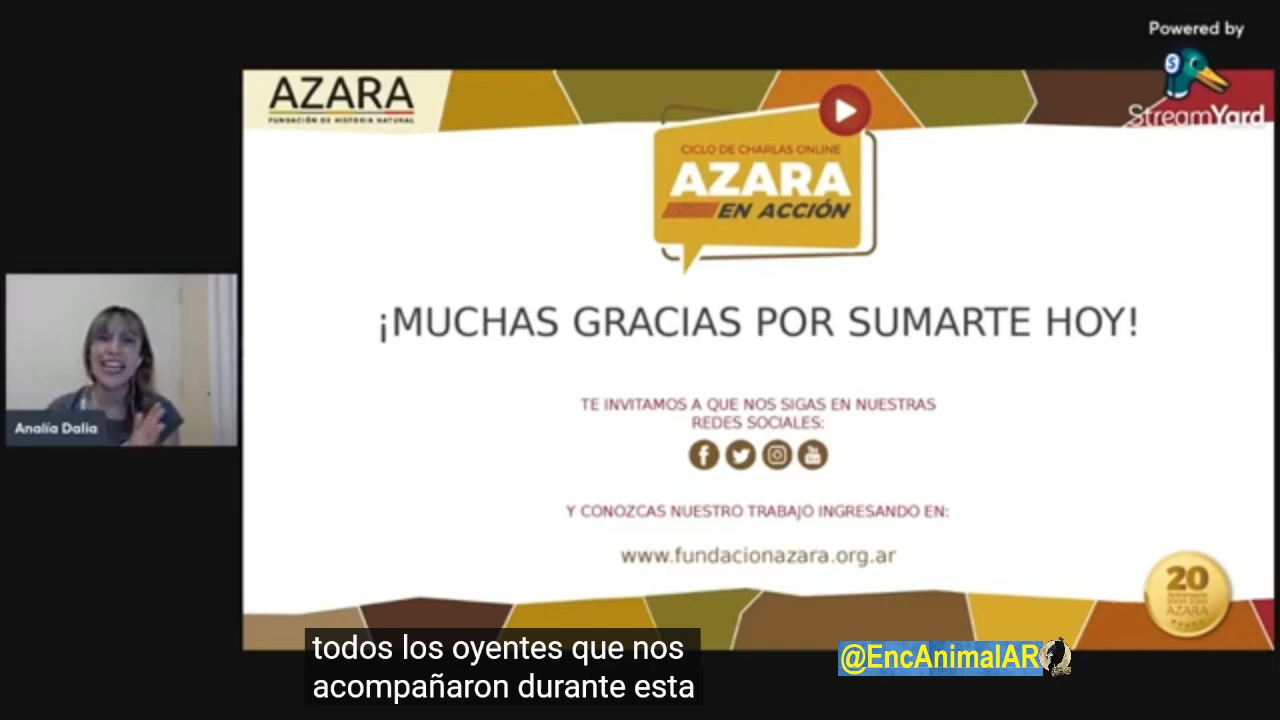 Powered by
StreamYard
AZARA
FUNDACIÓN DE HISTORIA NATURAL
CICLO DE CHARLAS ONLINE
AZARA
EN ACCIÓN
¡MUCHAS GRACIAS POR SUMARTE HOY!
TE INVITAMOS A QUE NOS SIGAS EN NUESTRAS
REDES SOCIALES:
Analía Dalia
Y CONOZCAS NUESTRO TRABAJO INGRESANDO EN:
www.fundacionazara.org.ar
20
AZARA
todos los oyentes que nos
acompañaron durante esta
@EncAnimalAR